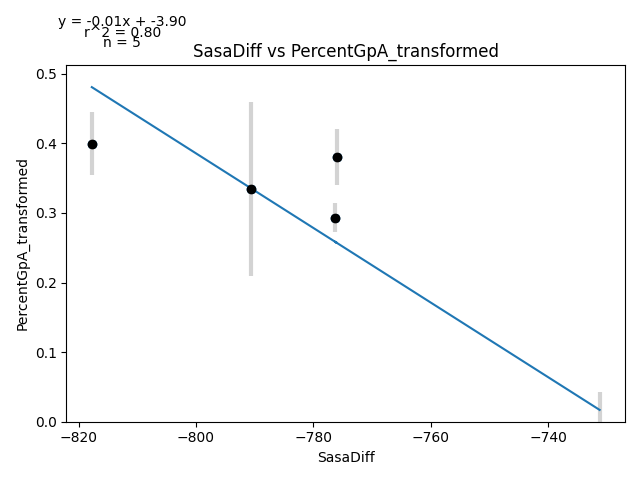 y = -0.01x + -3.90
r^2 = 0.80
n = 5
SasaDiff vs PercentGpA_transformed
0.5
0.4
0.3
0.2
0.1
0.0
PercentGpA_transformed
−820
−800
−780
−760
−740
SasaDiff